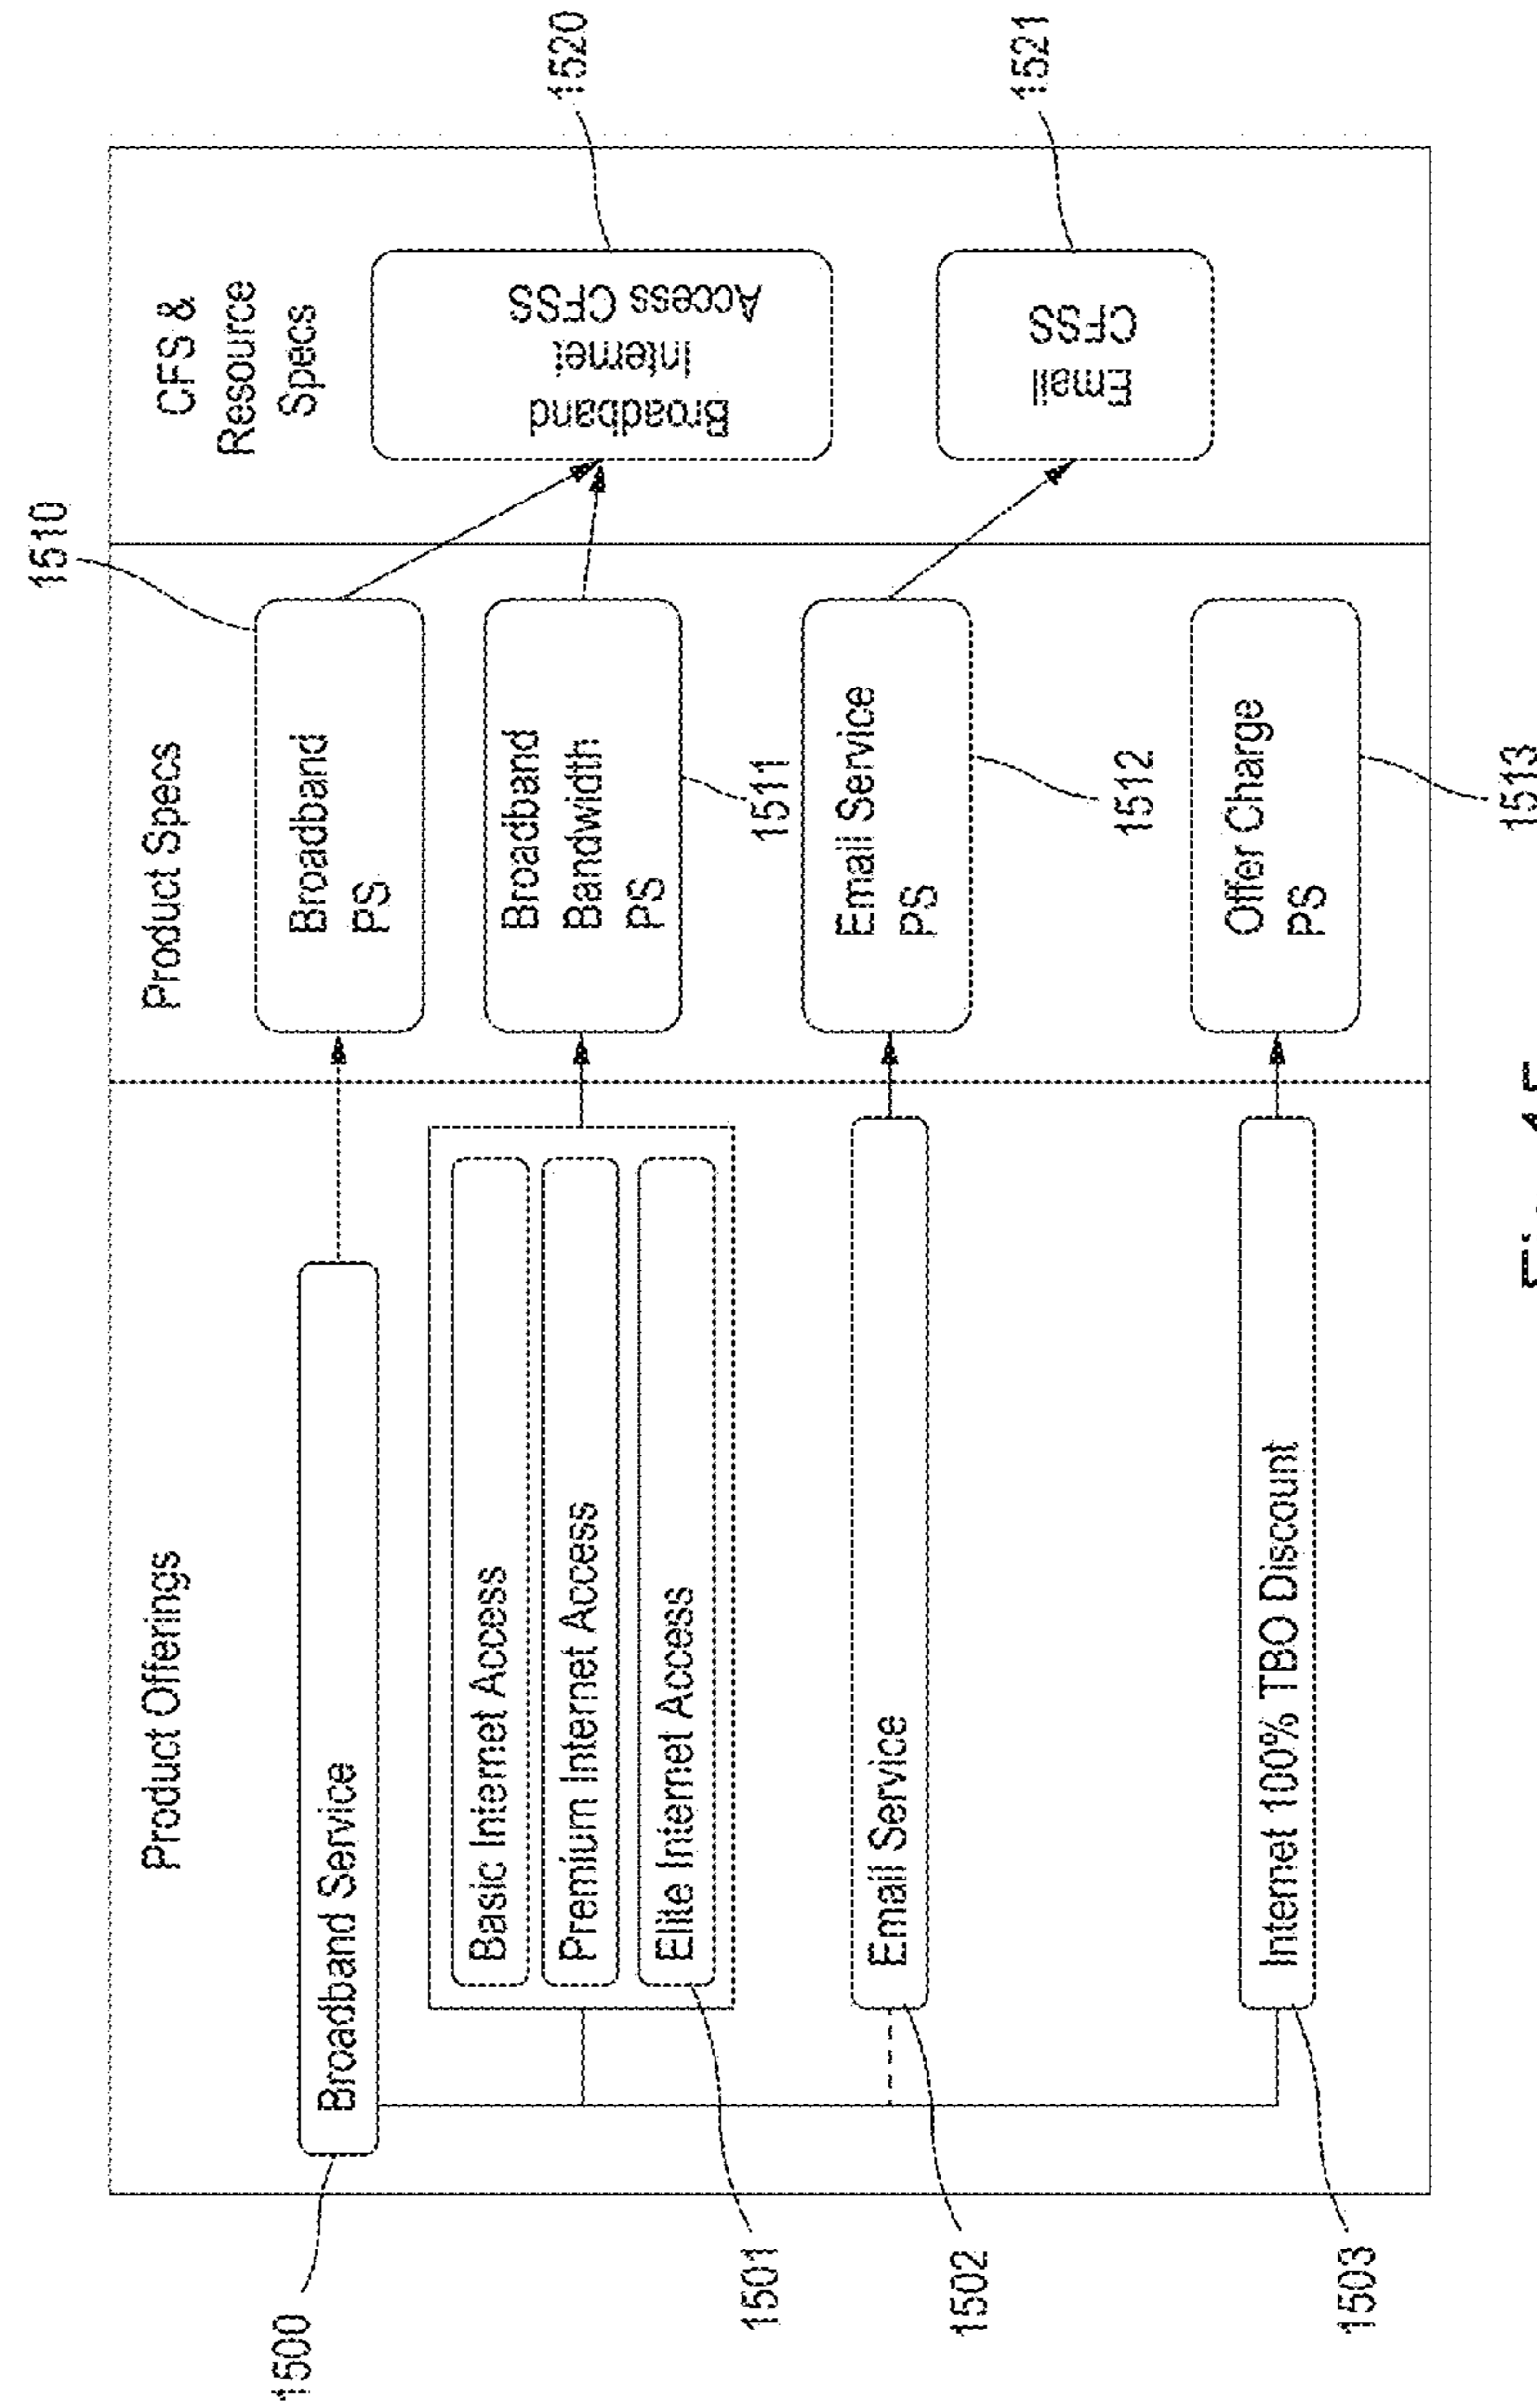 Product Offerings
Product Specs
CFS &
Resource
Specs
1500
Broadband Service
Basic Internet Access
Premium Internet Access
Elite Internet Access
1501
Email Service
1502
Internet 100% TBO Discount
1503
1510
Broadband
PS
Broadband
Bandwidth
PS
1511
Email Service
PS
1512
Offer Charge
PS
1513
Broadband
Internet
Access CFSS
1520
Email
CFSS
1521